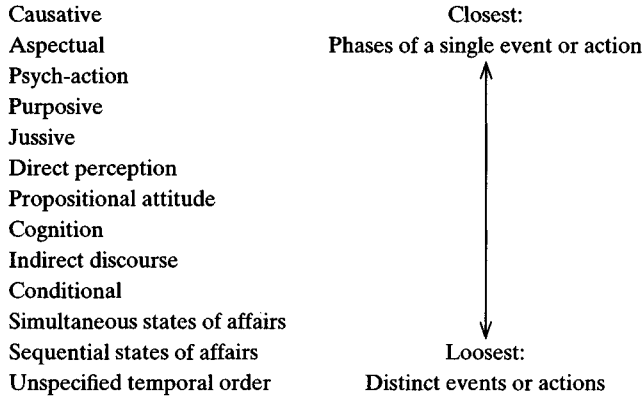 Causative Closest:
Aspectual Phases of a single event or action
Psych-action
Purposive
Jussive
Direct perception
Propositional attitude
Cognition
Indirect discourse
Conditional
Simultaneous states of affairs
Sequential states of affairs Loosest:
Unspecified temporal order Distinct events or actions